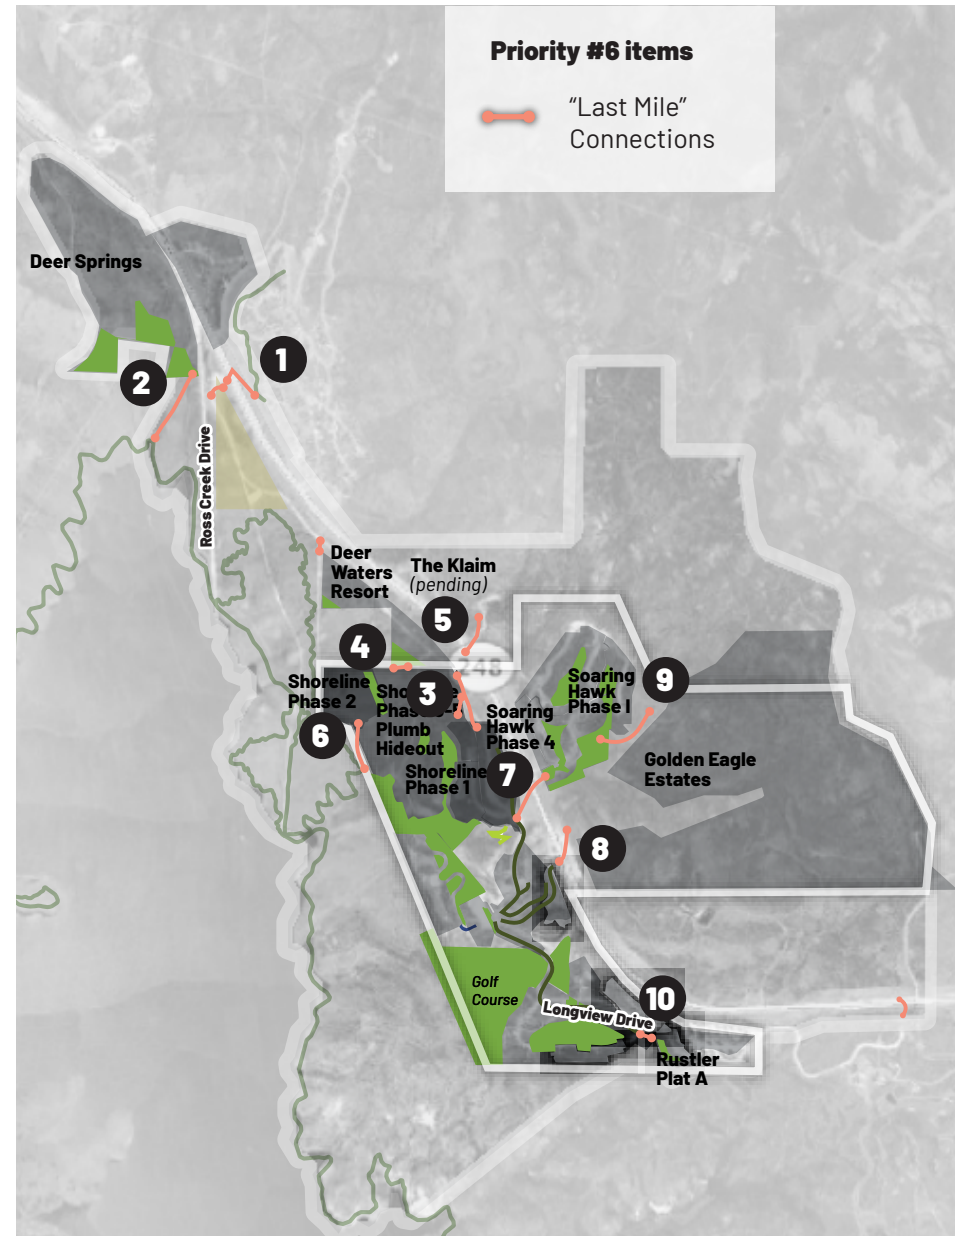 Priority #6 items
“Last Mile”
Connections
Deer Springs
1
2
Ross Creek Drive
Deer
Waters
Resort
The Klaim
(pending)
5
4
248
Shoreline
Phase 2
3
Plumb
Hideout
6
Soaring
Hawk
Phase 4
Soaring
Hawk
Phase I
9
Shoreline
Phase 1
7
Golden Eagle
Estates
8
Golf
Course
10
Longview Drive
Rustler
Plat A